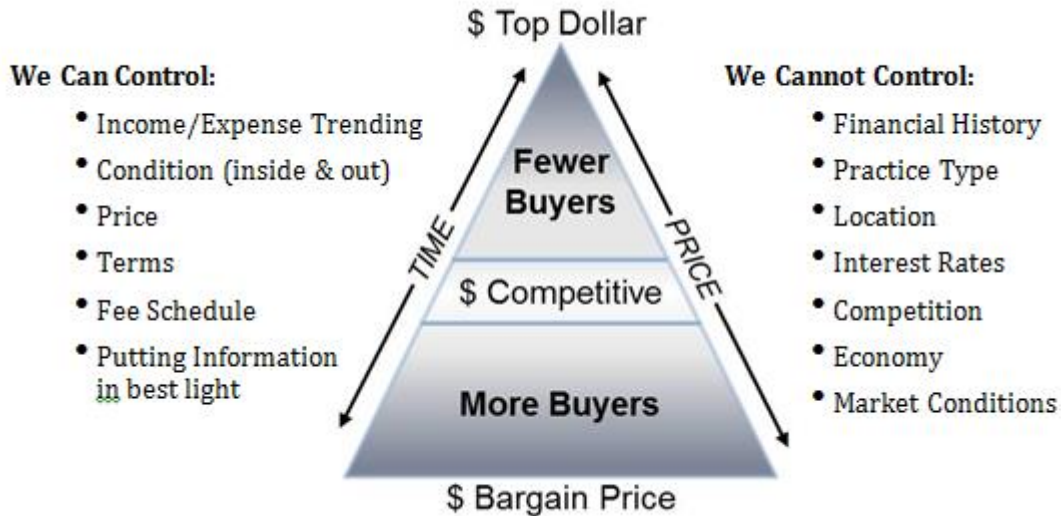 $ Top Dollar
We Can Control:
• Income/Expense Trending
• Condition (inside & out)
• Price
• Terms
• Fee Schedule
• Putting Information
in best light
TIME
Fewer
Buyers
$ Competitive
More Buyers
PRICE
$ Bargain Price
We Cannot Control:
• Financial History
• Practice Type
• Location
• Interest Rates
• Competition
• Economy
• Market Conditions